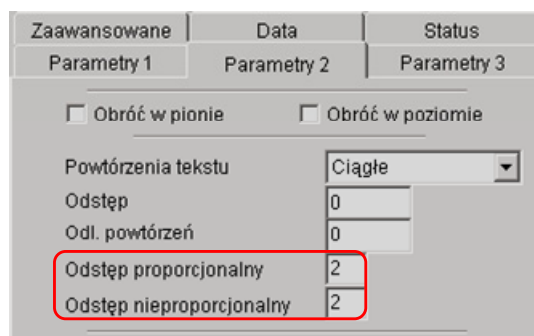 Zaawansowane Data Status
Parametry 1 Parametry 2 Parametry 3
Obróć w pionie Obróć w poziomie
Powtórzenia tekstu Ciągłe
Odstęp 0
Odl. powtórzeń 0
Odstęp proporcjonalny 2
Odstęp nieproporcjonalny 2